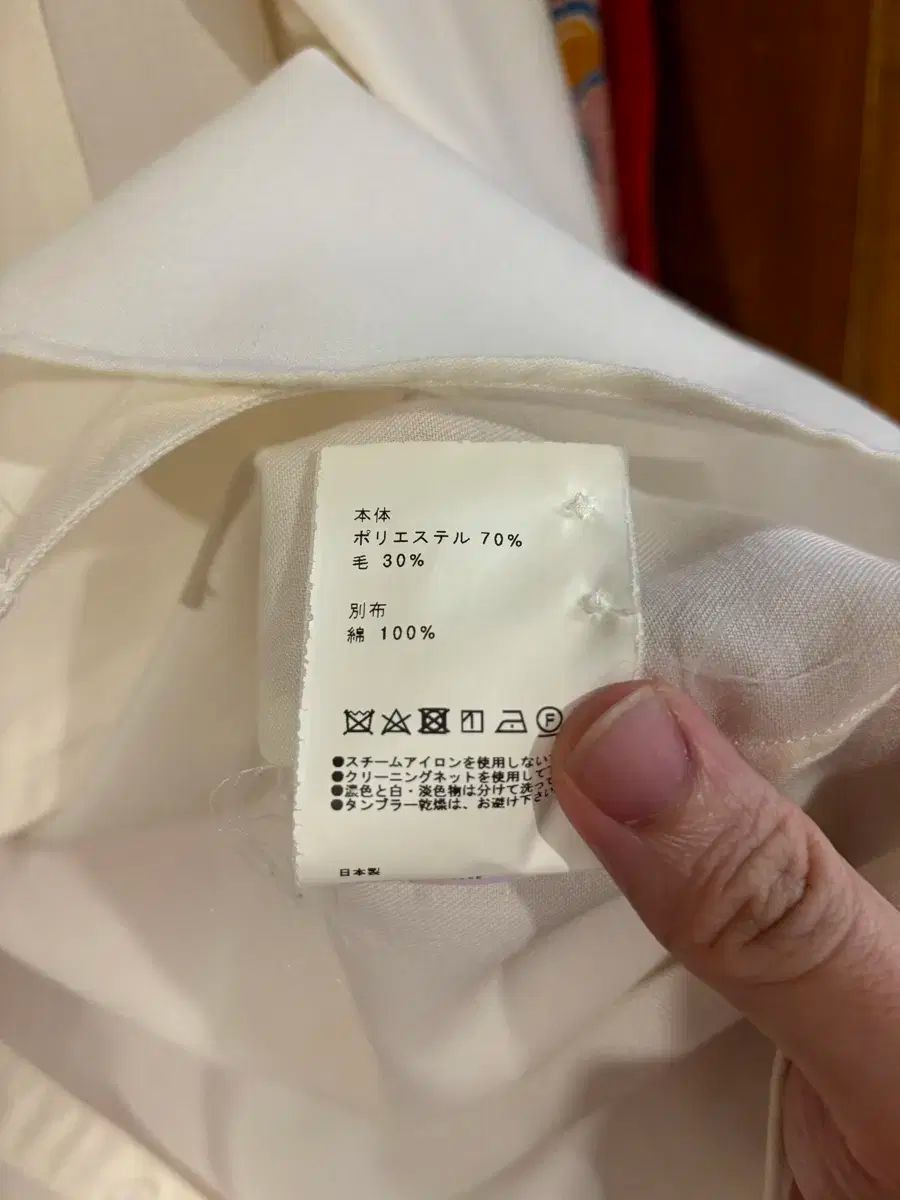 本体
ポリエステル 70%
毛 30%
別布
綿 100%
F
●スチームアイロンを使用しない
●クリーニングネットを使用して
●濃色と白・淡色物は分けて洗って
●タンブラー乾燥は、お避け下さい
日本製